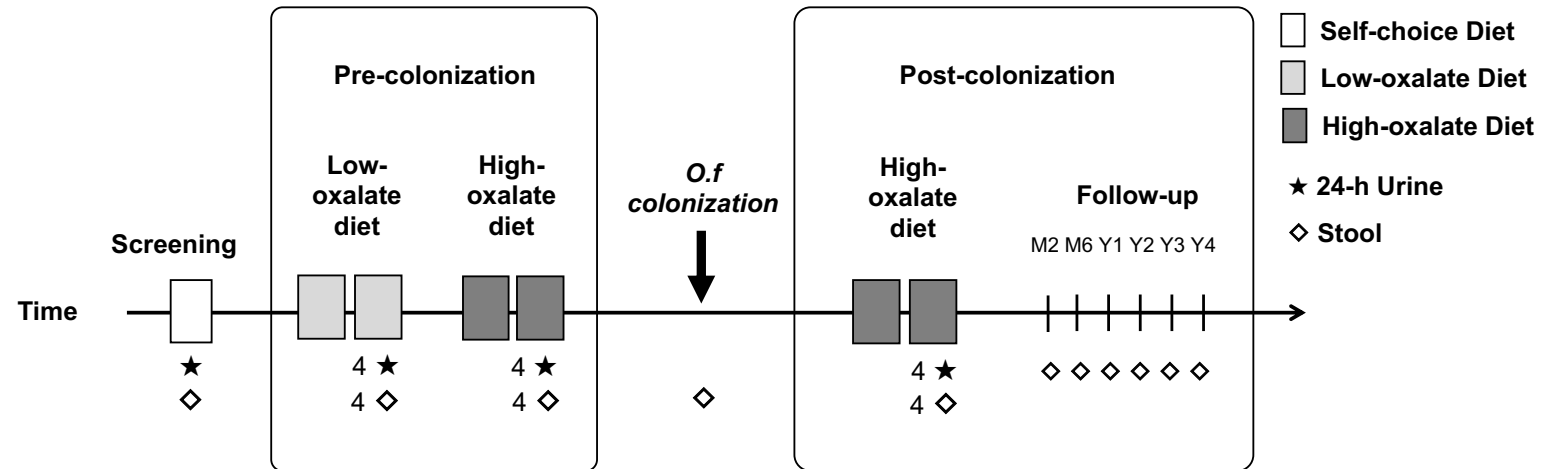 Pre-colonization
Post-colonization
Self-choice Diet
Low-oxalate Diet
High-oxalate Diet
24-h Urine
Stool
Screening
Low-
oxalate
diet
High-
oxalate
diet
O.f
colonization
High-
oxalate
diet
Follow-up
M2 M6 Y1 Y2 Y3 Y4
Time
4
4
4
4
4
4